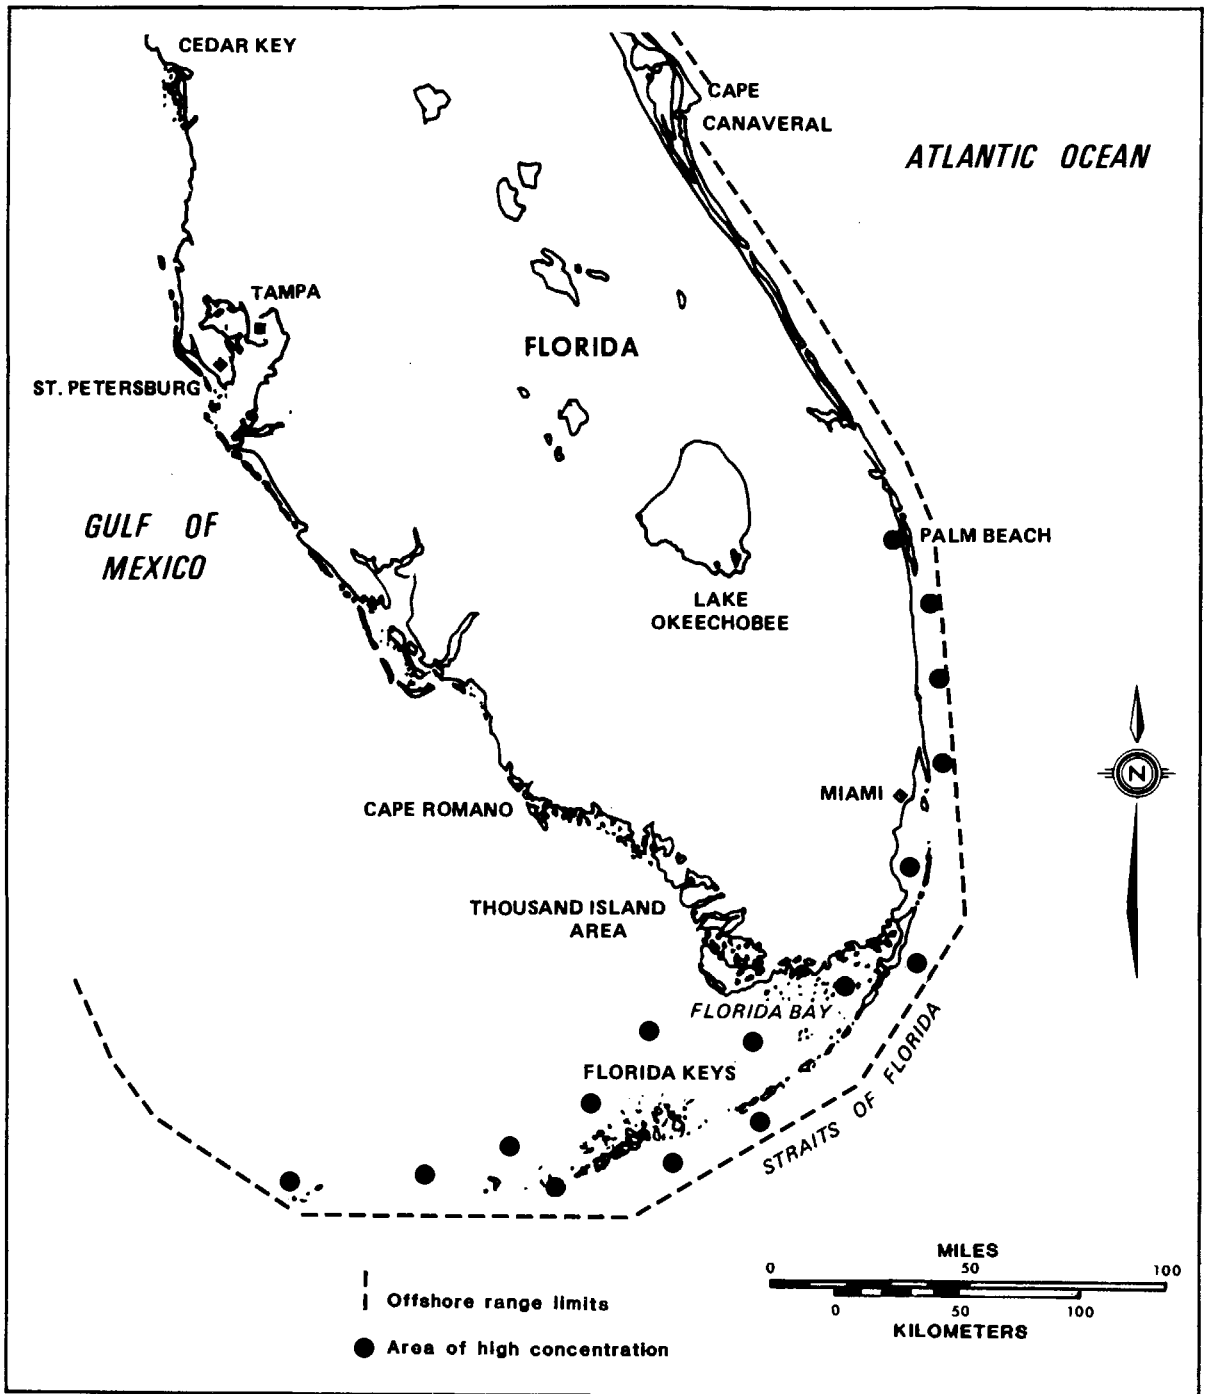 CEDAR KEY
CAPE
CANAVERAL
ATLANTIC OCEAN
TAMPA
FLORIDA
ST. PETERSBURG
GULF OF
MEXICO
PALM BEACH
LAKE
OKEECHOBEE
N
MIAMI
CAPE ROMANO
THOUSAND ISLAND
AREA
FLORIDA BAY
FLORIDA KEYS
STRAITS OF FLORIDA
MILES
0 50 100
0 50 100
KILOMETERS
Offshore range limits
Area of high concentration